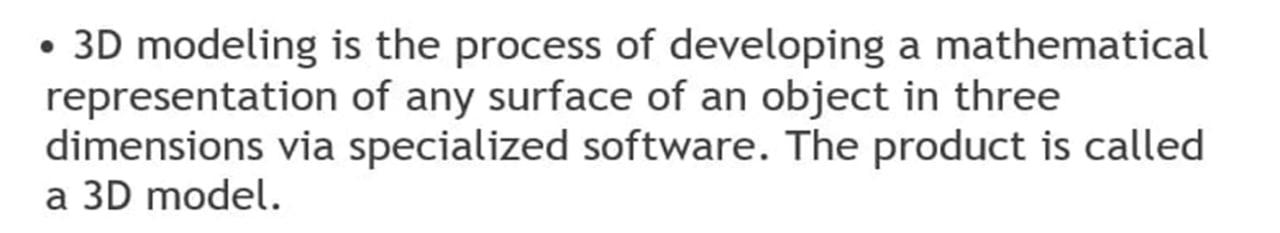 • 3D modeling is the process of developing a mathematical
representation of any surface of an object in three
dimensions via specialized software. The product is called
a 3D model.